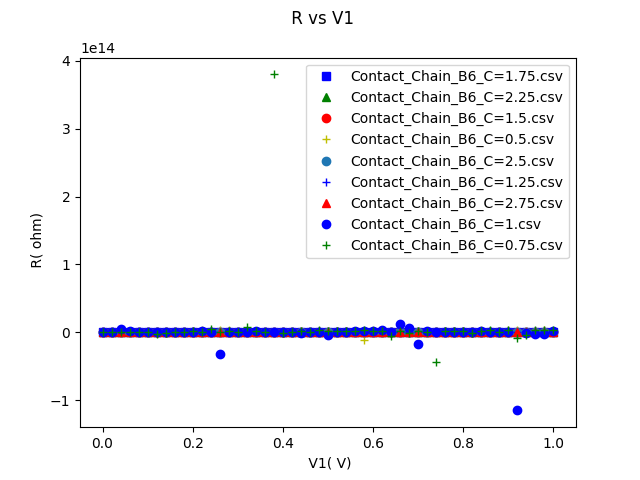 R vs V1
1e14
4
3
2
1
0
−1
R( ohm)
Contact_Chain_B6_C=1.75.csv
Contact_Chain_B6_C=2.25.csv
Contact_Chain_B6_C=1.5.csv
Contact_Chain_B6_C=0.5.csv
Contact_Chain_B6_C=2.5.csv
Contact_Chain_B6_C=1.25.csv
Contact_Chain_B6_C=2.75.csv
Contact_Chain_B6_C=1.csv
Contact_Chain_B6_C=0.75.csv
0.0 0.2 0.4 0.6 0.8 1.0
V1( V)